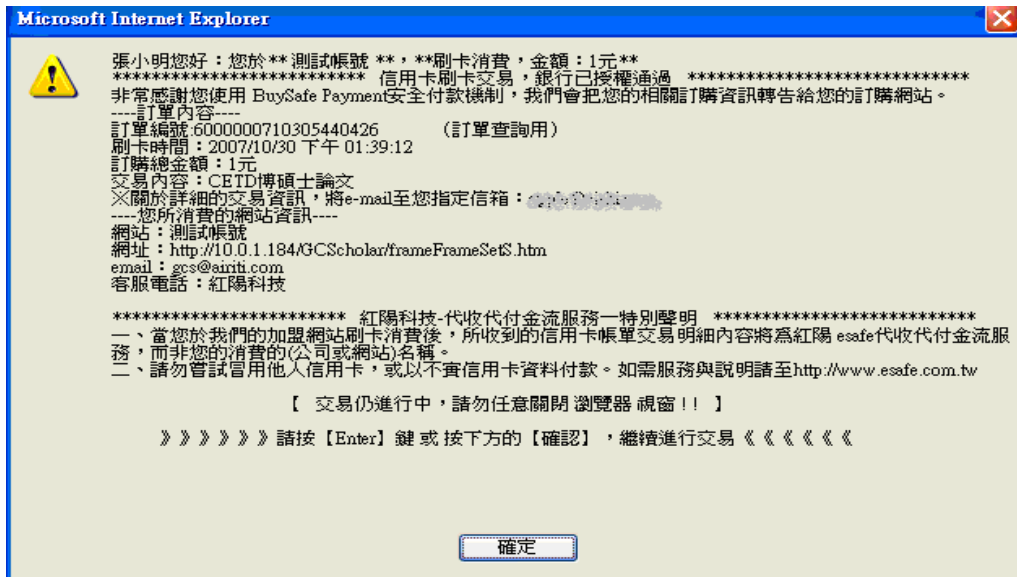 Microsoft Internet Explorer
張小明您好：您於** 測試帳號 **，**刷卡消費，金額：1元**
*************************** 信用卡刷卡交易，銀行已授權通過 ******************************
非常感謝您使用 BuySafe Payment安全付款機制，我們會把您的相關訂購資訊轉告給您的訂購網站。
----訂單內容----
訂單編號:6000000710305440426 （訂單查詢用）
刷卡時間：2007/10/30 下午 01:39:12
訂購總金額：1元
交易內容：CETD博碩士論文
※關於詳細的交易資訊，將e-mail至您指定信箱：
----您所消費的網站資訊----
網站：測試帳號
網址：http://10.0.1.184/GCScholar/frameFrameSetS.htm
email：gcs@airiti.com
客服電話：紅陽科技
************************* 紅陽科技-代收代付金流服務—特別聲明 ****************************
一、當您於我們的加盟網站刷卡消費後，所收到的信用卡帳單交易明細內容將為紅陽 esafe代收代付金流服
務，而非您的消費的(公司或網站)名稱。
二、請勿嘗試冒用他人信用卡，或以不實信用卡資料付款。如需服務與說明請至http://www.esafe.com.tw
【 交易仍進行中，請勿任意關閉 瀏覽器 視窗！！ 】
》》》》》》請按【Enter】鍵 或 按下方的【確認】，繼續進行交易《《《《《《
確定